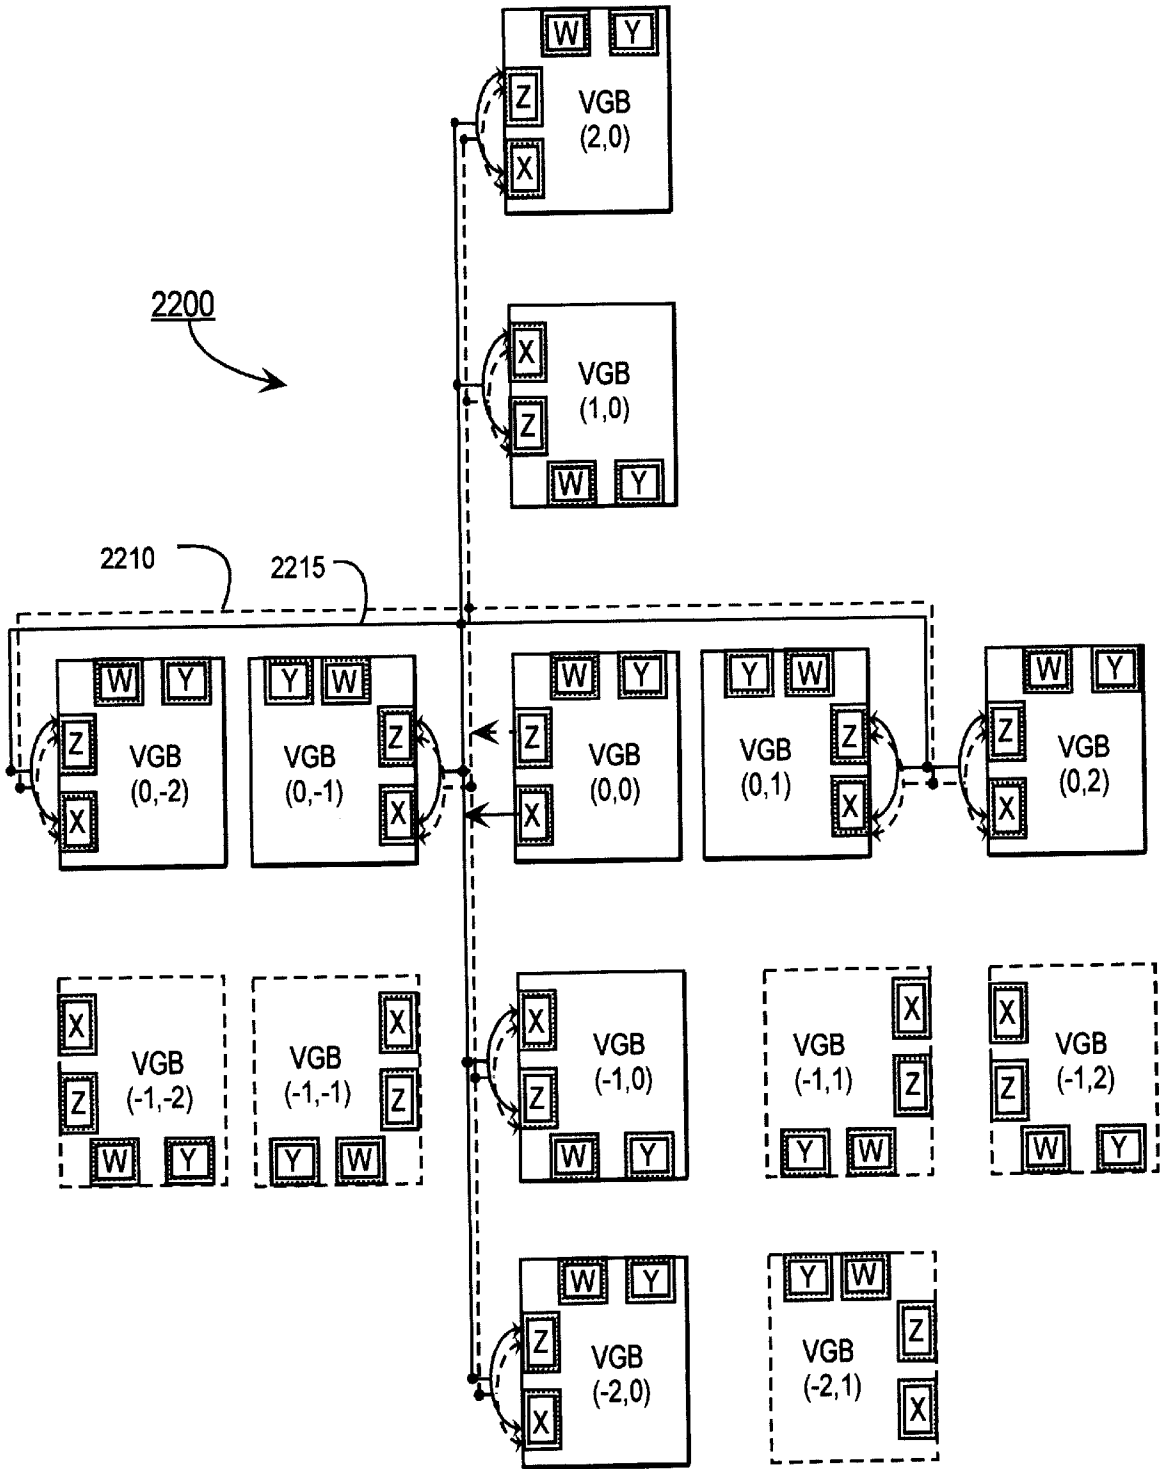 W Y
Z
VGB
(2,0)
X
2200
X
VGB
(1,0)
Z
W Y
2210
2215
W Y
Z
VGB
(0,-2)
X
Y W
Z
VGB
(0,-1)
X
W Y
Z
VGB
(0,0)
X
Y W
Z
VGB
(0,1)
X
W Y
Z
VGB
(0,2)
X
X
VGB
(-1,-2)
Z
W Y
X
VGB
(-1,-1)
Z
Y W
X
VGB
(-1,0)
Z
W Y
X
VGB
(-1,1)
Z
Y W
X
VGB
(-1,2)
Z
W Y
W Y
Z
VGB
(-2,0)
X
Y W
Z
VGB
(-2,1)
X